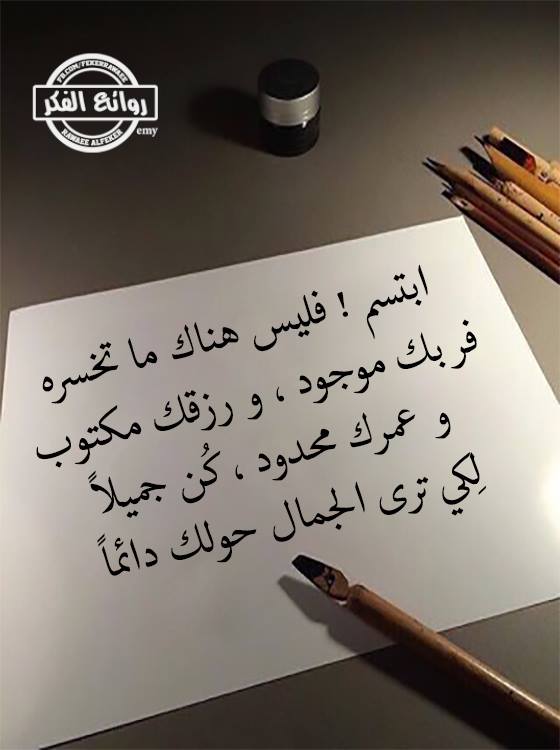 FB.COM/FEKERRAWAEE
روائع الفكر
RAWAEE ALFEKER
emy
ابتسم ! فليس هناك ما تخسره
فربك موجود ، و رزقك مكتوب
و عمرك محدود ، كُن جميلاً
لِكي ترى الجمال حولك دائماً